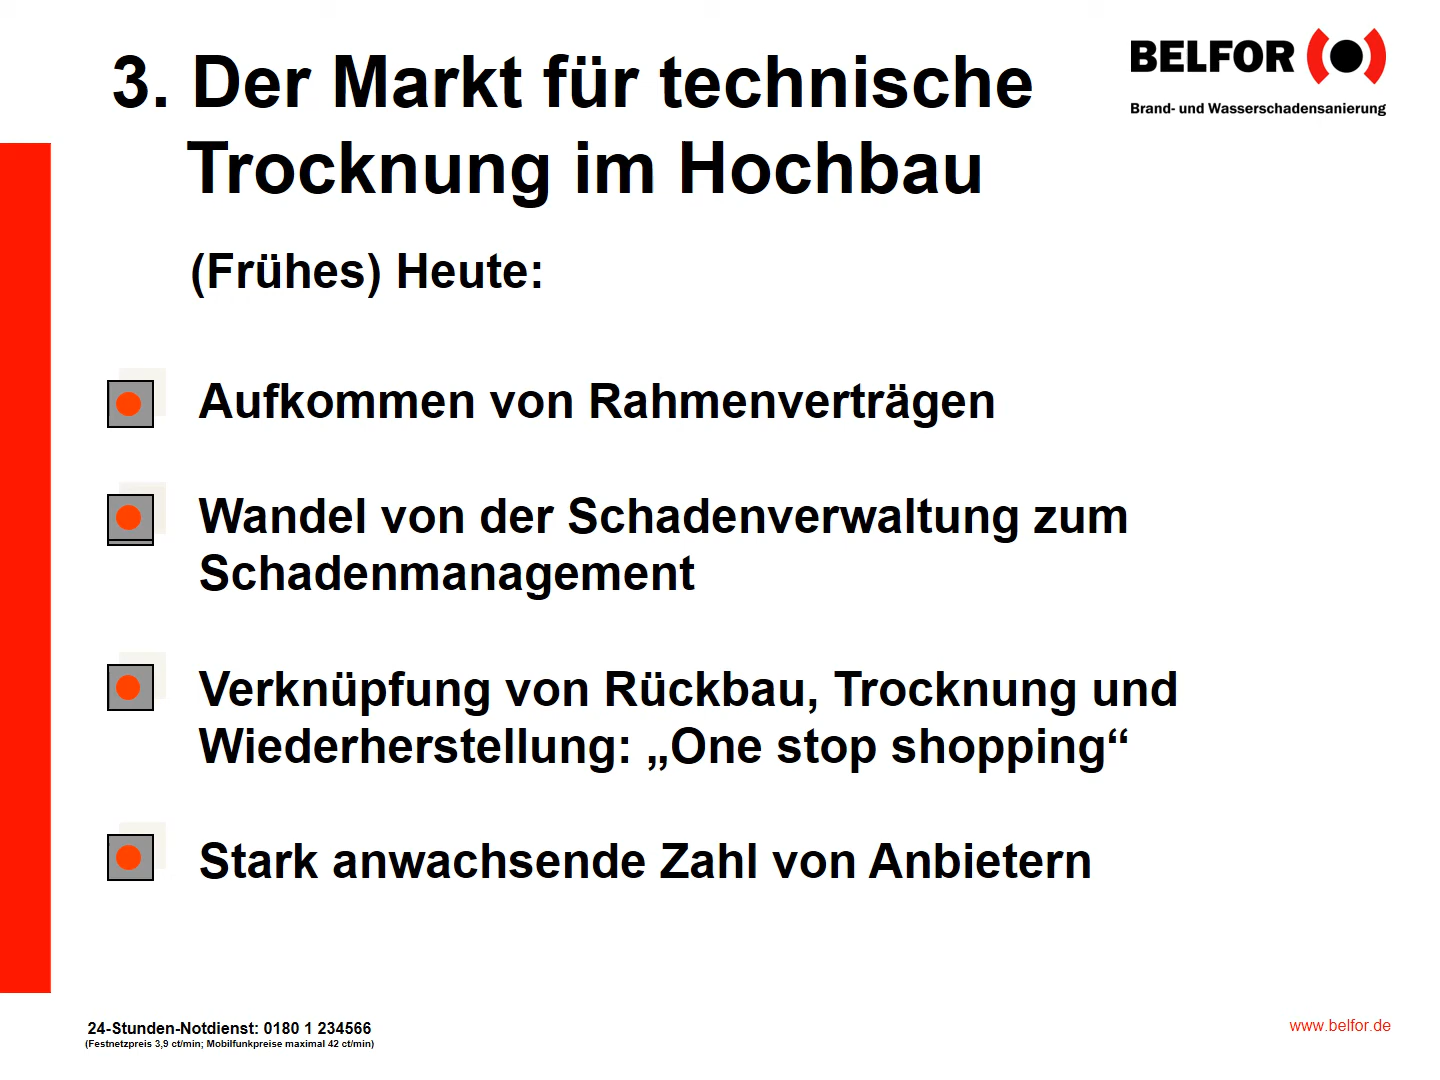 3. Der Markt für technische
Trocknung im Hochbau
BELFOR
Brand- und Wasserschadensanierung
(Frühes) Heute:
Aufkommen von Rahmenverträgen
Wandel von der Schadenverwaltung zum
Schadenmanagement
Verknüpfung von Rückbau, Trocknung und
Wiederherstellung: „One stop shopping“
Stark anwachsende Zahl von Anbietern
24-Stunden-Notdienst: 0180 1 234566
(Festnetzpreis 3,9 ct/min; Mobilfunkpreise maximal 42 ct/min)
www.belfor.de